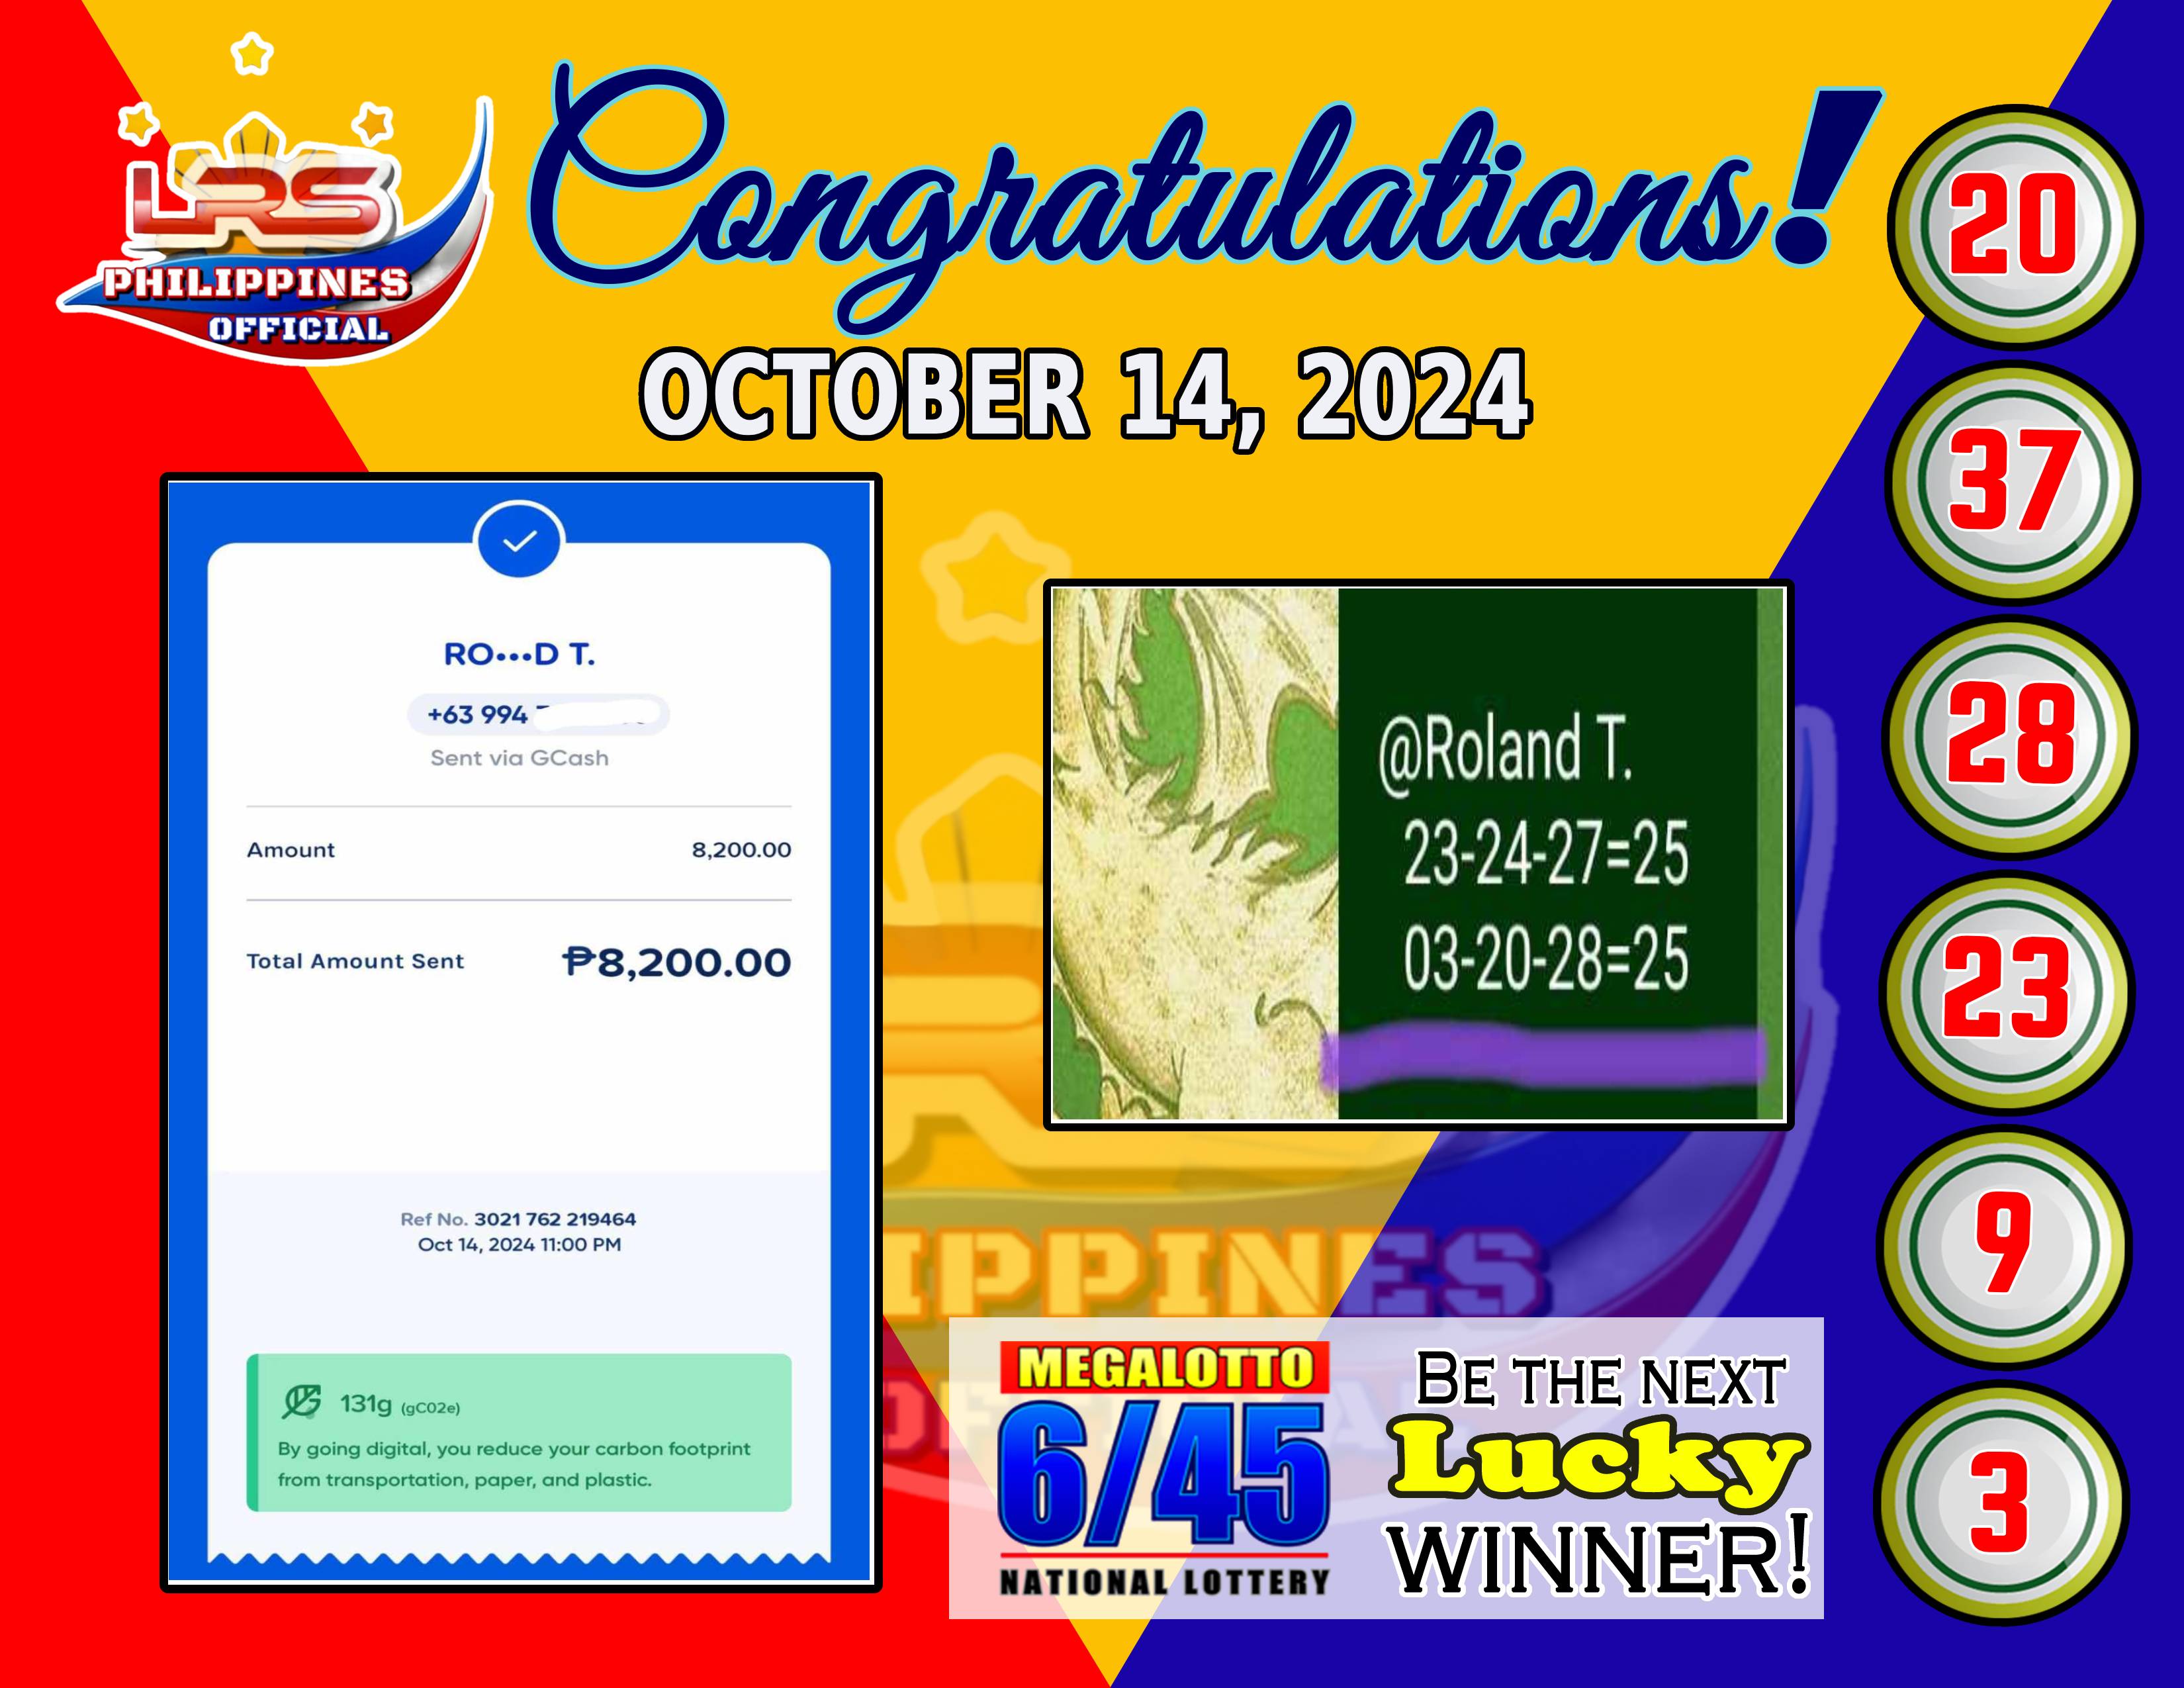 LRS
PHILIPPINES
OFFICIAL
Congratulations!
OCTOBER 14, 2024
RO•••D T.
+63 994
Sent via GCash
Amount 8,200.00
Total Amount Sent ₱8,200.00
Ref No. 3021 762 219464
Oct 14, 2024 11:00 PM
131g (gCO2e)
By going digital, you reduce your carbon footprint
from transportation, paper, and plastic.
@Roland T.
23-24-27=25
03-20-28=25
MEGALOTTO
6/45
NATIONAL LOTTERY
BE THE NEXT
Lucky
WINNER!
20
37
28
23
9
3